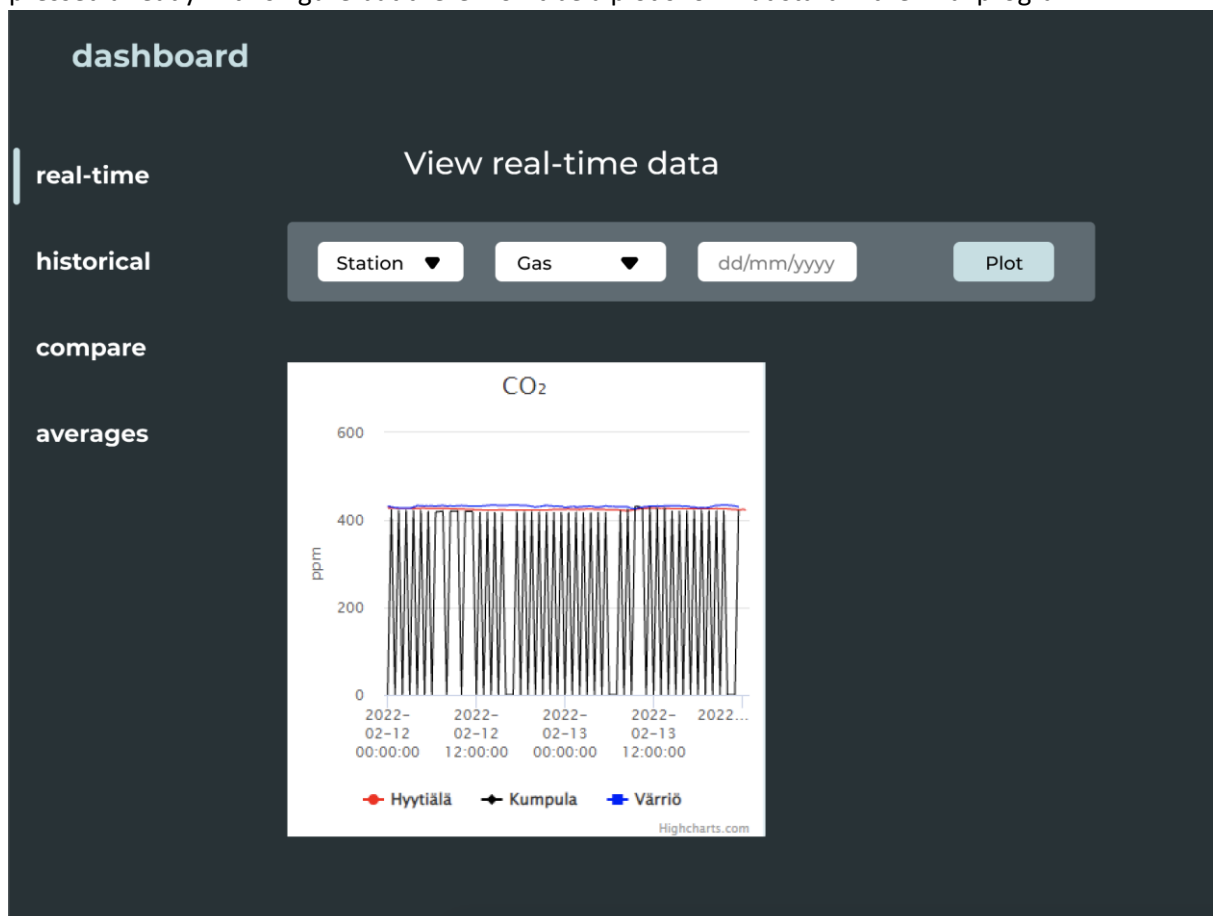 dashboard
real-time
historical
compare
averages
View real-time data
Station
Gas
dd/mm/yyyy
Plot
CO₂
600
400
200
0
ppm
2022-
02-12
00:00:00
2022-
02-12
12:00:00
2022-
02-13
00:00:00
2022-
02-13
12:00:00
2022...
Hyytiälä
Kumpula
Värriö
Highcharts.com